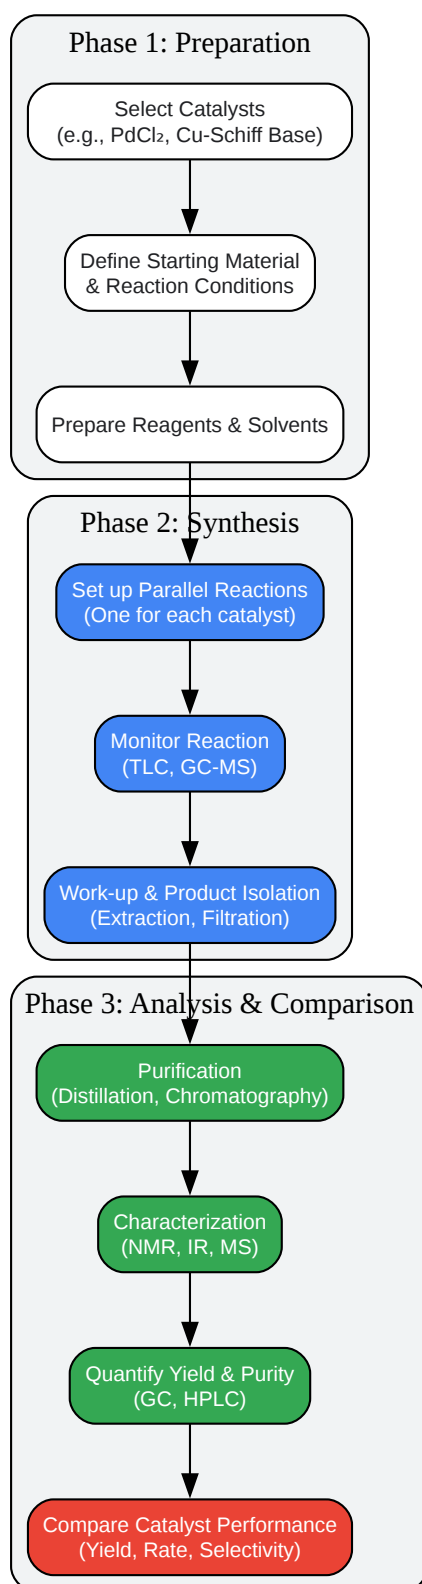 Phase 1: Preparation
Select Catalysts
(e.g., PdCl₂, Cu-Schiff Base)
Define Starting Material
& Reaction Conditions
Prepare Reagents & Solvents
Phase 2: Synthesis
Set up Parallel Reactions
(One for each catalyst)
Monitor Reaction
(TLC, GC-MS)
Work-up & Product Isolation
(Extraction, Filtration)
Phase 3: Analysis & Comparison
Purification
(Distillation, Chromatography)
Characterization
(NMR, IR, MS)
Quantify Yield & Purity
(GC, HPLC)
Compare Catalyst Performance
(Yield, Rate, Selectivity)